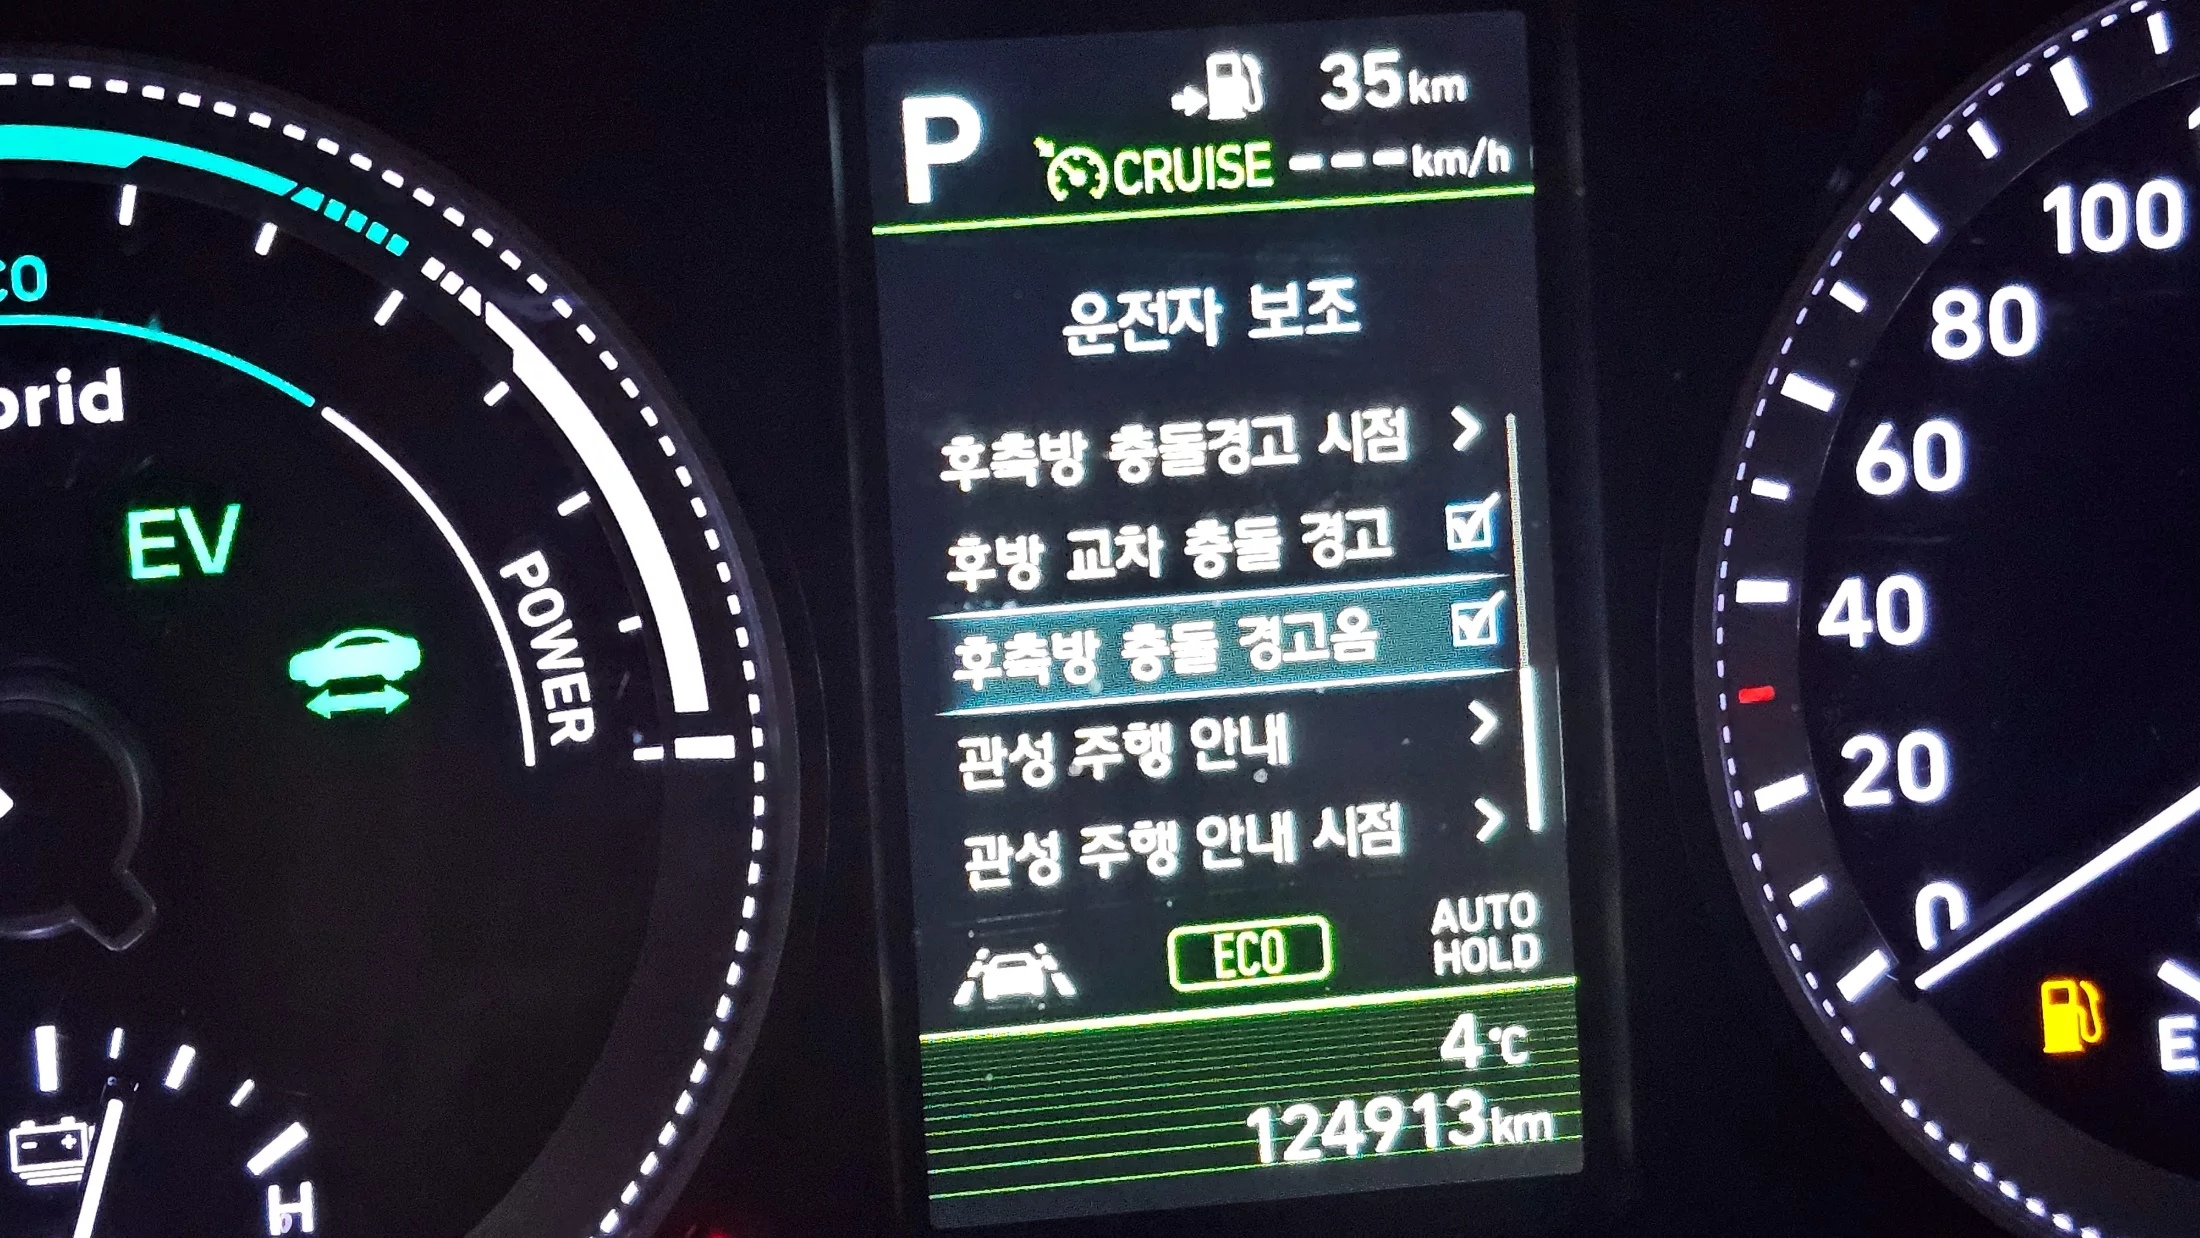 P
35km
CRUISE ---km/h
운전자 보조
후측방 충돌경고 시점 >
후방 교차 충돌 경고
후측방 충돌 경고음
관성 주행 안내 >
관성 주행 안내 시점 >
ECO
AUTO
HOLD
4°C
124913km
EV
POWER
H
100
80
60
40
20
0
E